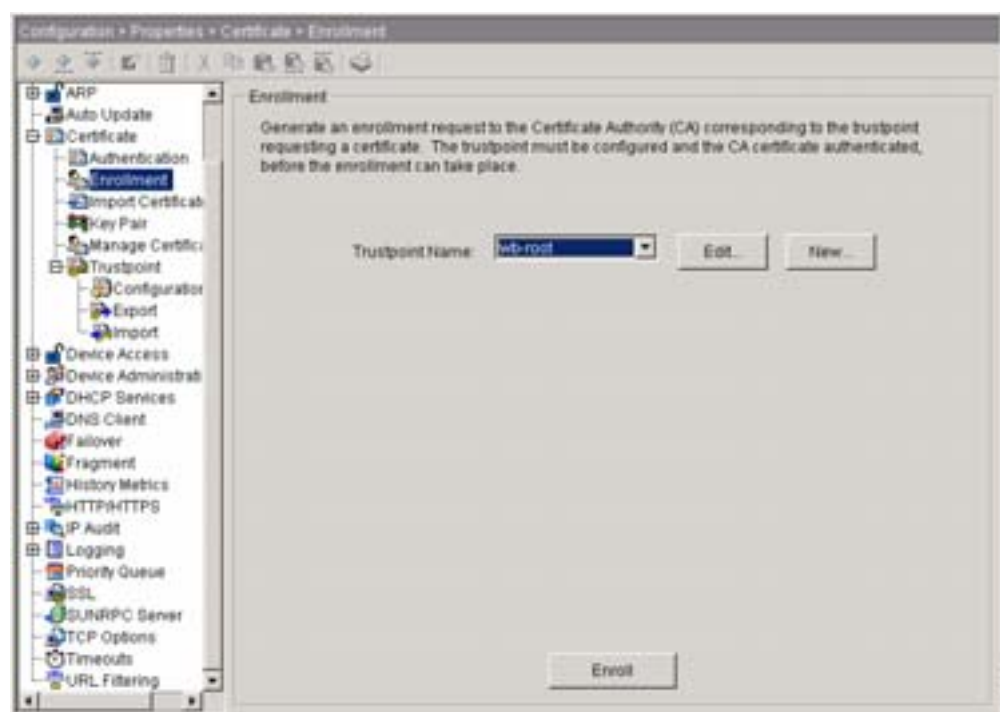 Configuration > Properties > Certificate > Enrollment
ARP
Auto Update
Certificate
Authentication
Enrollment
Import Certificat
Key Pair
Manage Certific
Trustpoint
Configuration
Export
Import
Device Access
Device Administrati
DHCP Services
DNS Client
Failover
Fragment
History Metrics
HTTP/HTTPS
IP Audit
Logging
Priority Queue
SSL
SUNRPC Server
TCP Options
Timeouts
URL Filtering
Enrollment
Generate an enrollment request to the Certificate Authority (CA) corresponding to the trustpoint
requesting a certificate. The trustpoint must be configured and the CA certificate authenticated,
before the enrollment can take place.
Trustpoint Name: wb-root Edit... New...
Enroll